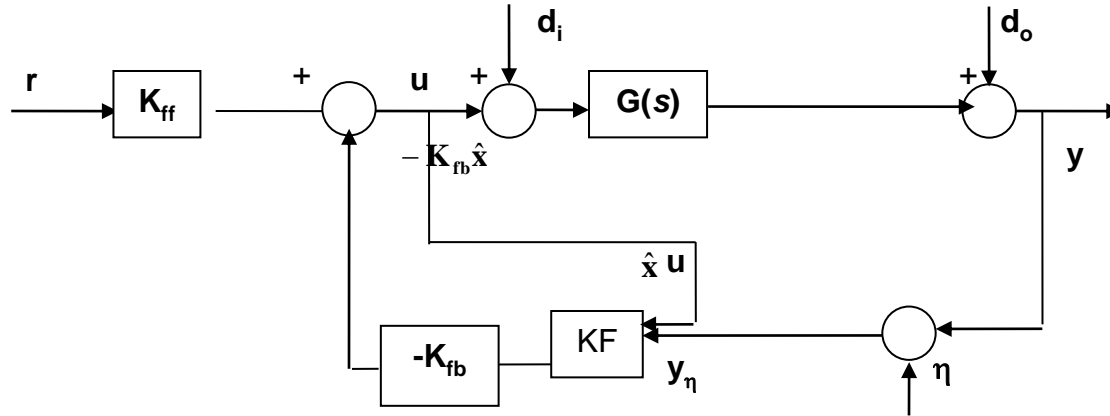 dᵢ
dₒ
r
+
u
+
+
K_ff
G(s)
– K_fb x̂
y
x̂ u
KF
-K_fb
y_η
η